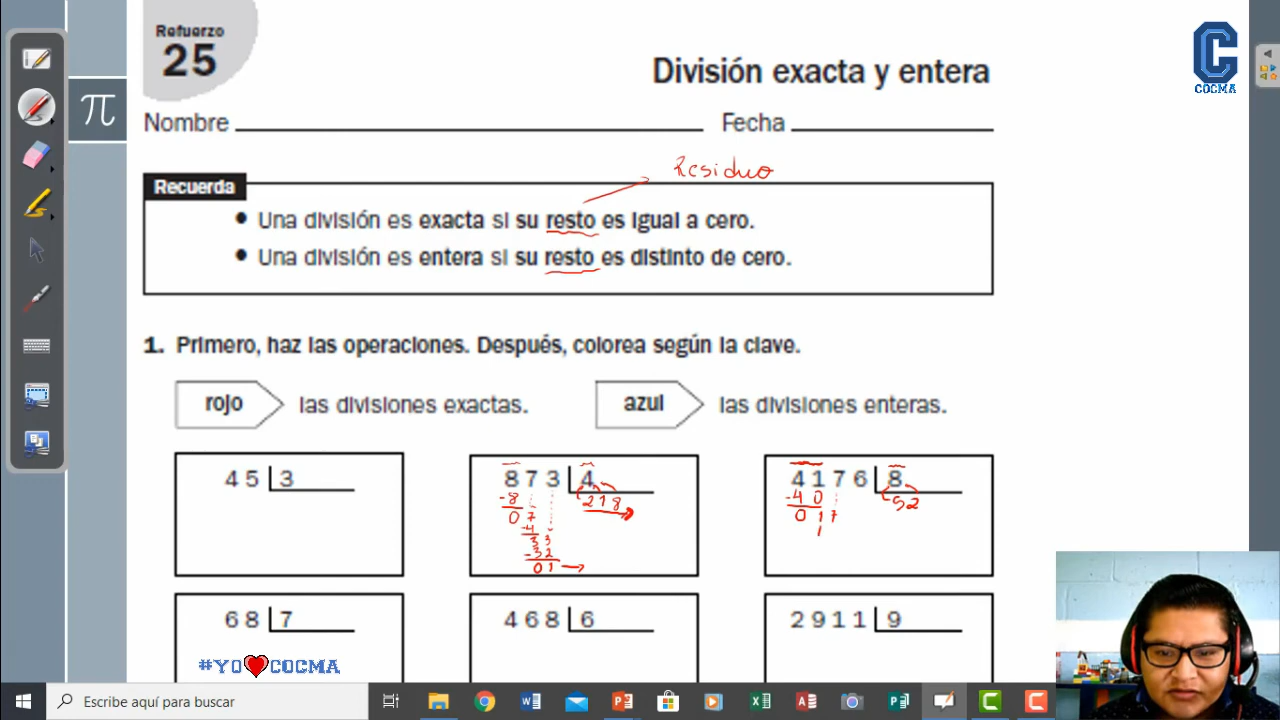 Refuerzo
25
División exacta y entera
C
COCMA
π
Nombre Fecha
Residuo
Recuerda
• Una división es exacta si su resto es igual a cero.
• Una división es entera si su resto es distinto de cero.
1. Primero, haz las operaciones. Después, colorea según la clave.
rojo las divisiones exactas. azul las divisiones enteras.
45 3
873 4
-8 218
0 7
-4
33
-32
01
4176 8
-40 52
017
1
68 7
468 6
2911 9
#YO COCMA
Escribe aquí para buscar